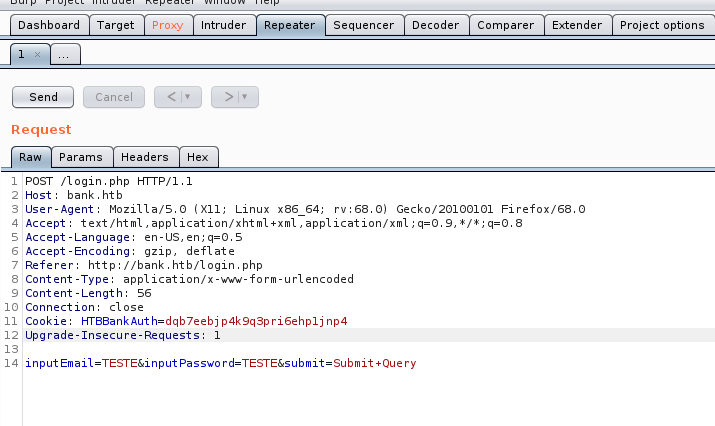 Burp Project Intruder Repeater Window Help
Dashboard Target Proxy Intruder Repeater Sequencer Decoder Comparer Extender Project options
1 × ...
Send Cancel < ▾ > ▾
Request
Raw Params Headers Hex
1 POST /login.php HTTP/1.1
2 Host: bank.htb
3 User-Agent: Mozilla/5.0 (X11; Linux x86_64; rv:68.0) Gecko/20100101 Firefox/68.0
4 Accept: text/html,application/xhtml+xml,application/xml;q=0.9,*/*;q=0.8
5 Accept-Language: en-US,en;q=0.5
6 Accept-Encoding: gzip, deflate
7 Referer: http://bank.htb/login.php
8 Content-Type: application/x-www-form-urlencoded
9 Content-Length: 56
10 Connection: close
11 Cookie: HTBBankAuth=dqb7eebjp4k9q3pri6ehp1jnp4
12 Upgrade-Insecure-Requests: 1
13
14 inputEmail=TESTE&inputPassword=TESTE&submit=Submit+Query